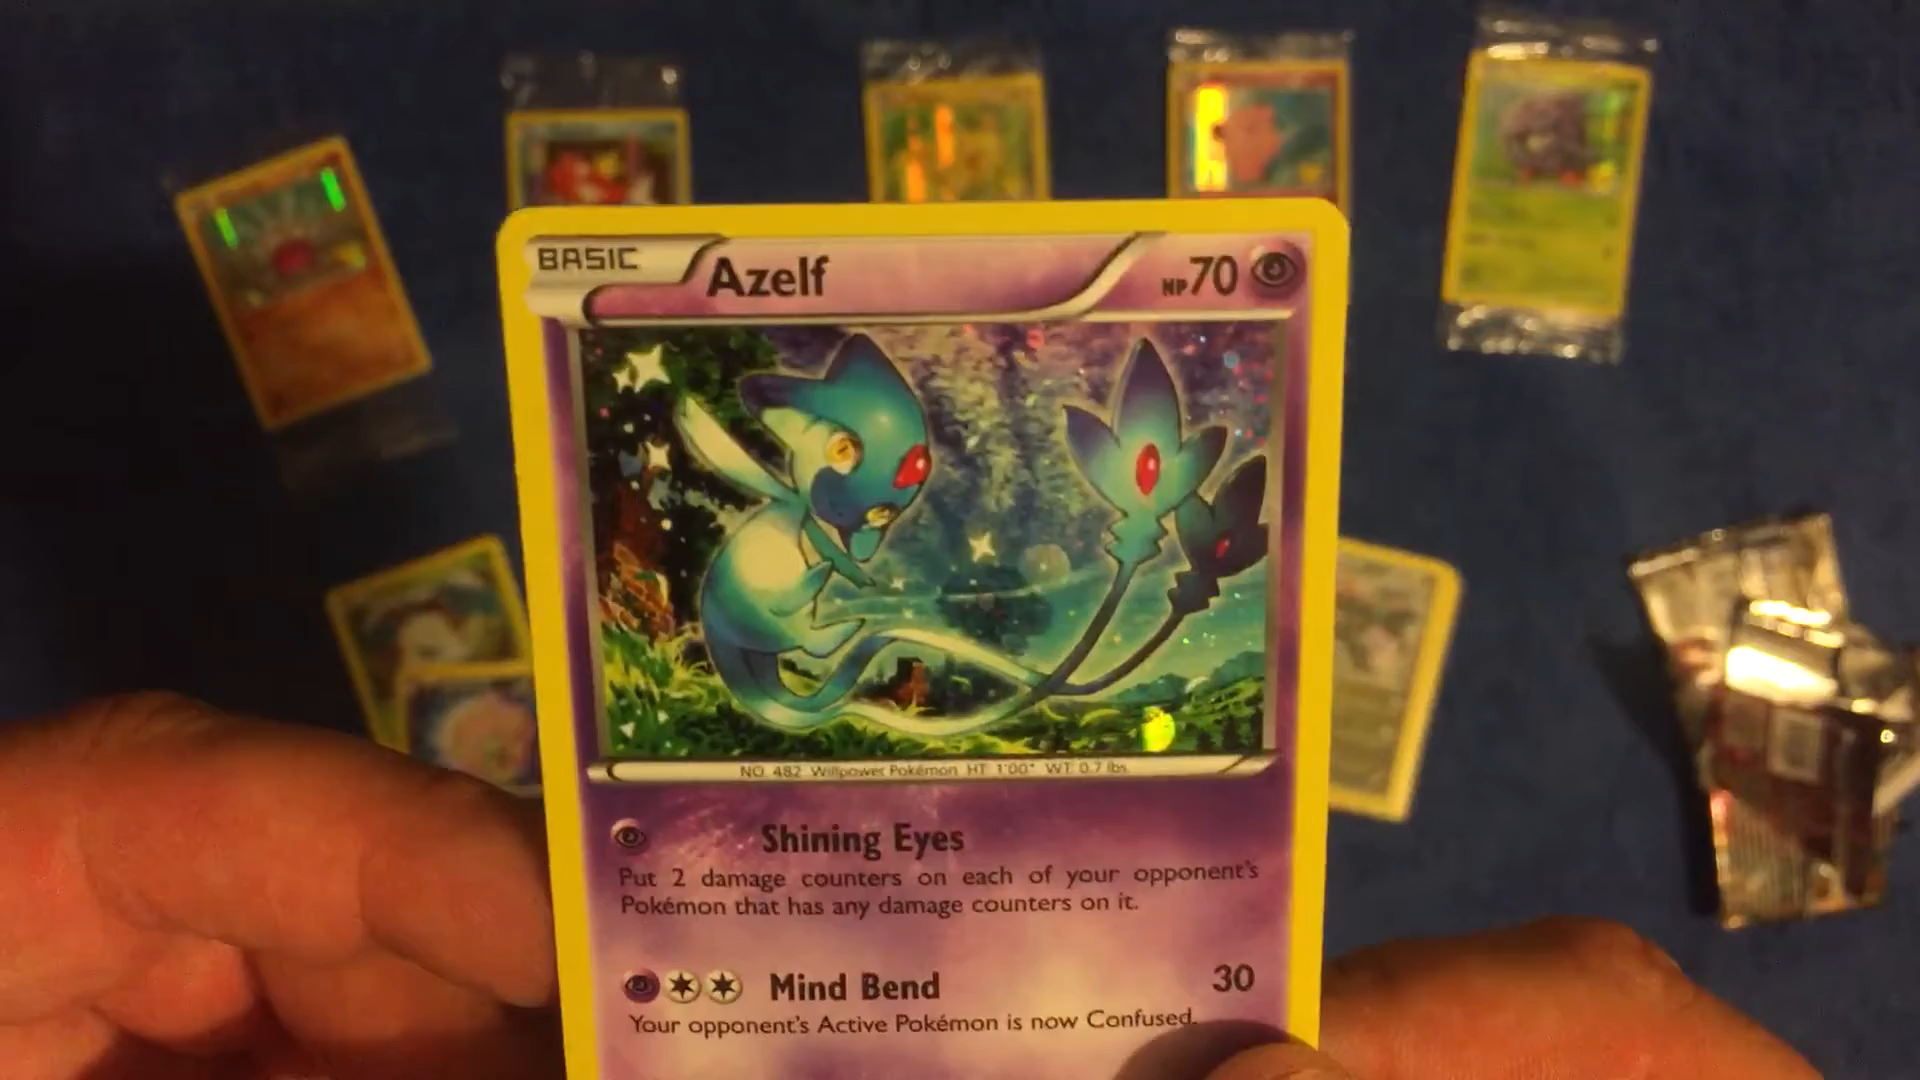 BASIC
Azelf
HP 70
NO. 482 Willpower Pokémon HT: 1'00" WT: 0.7 lbs.
Shining Eyes
Put 2 damage counters on each of your opponent's
Pokémon that has any damage counters on it.
Mind Bend 30
Your opponent's Active Pokémon is now Confused.